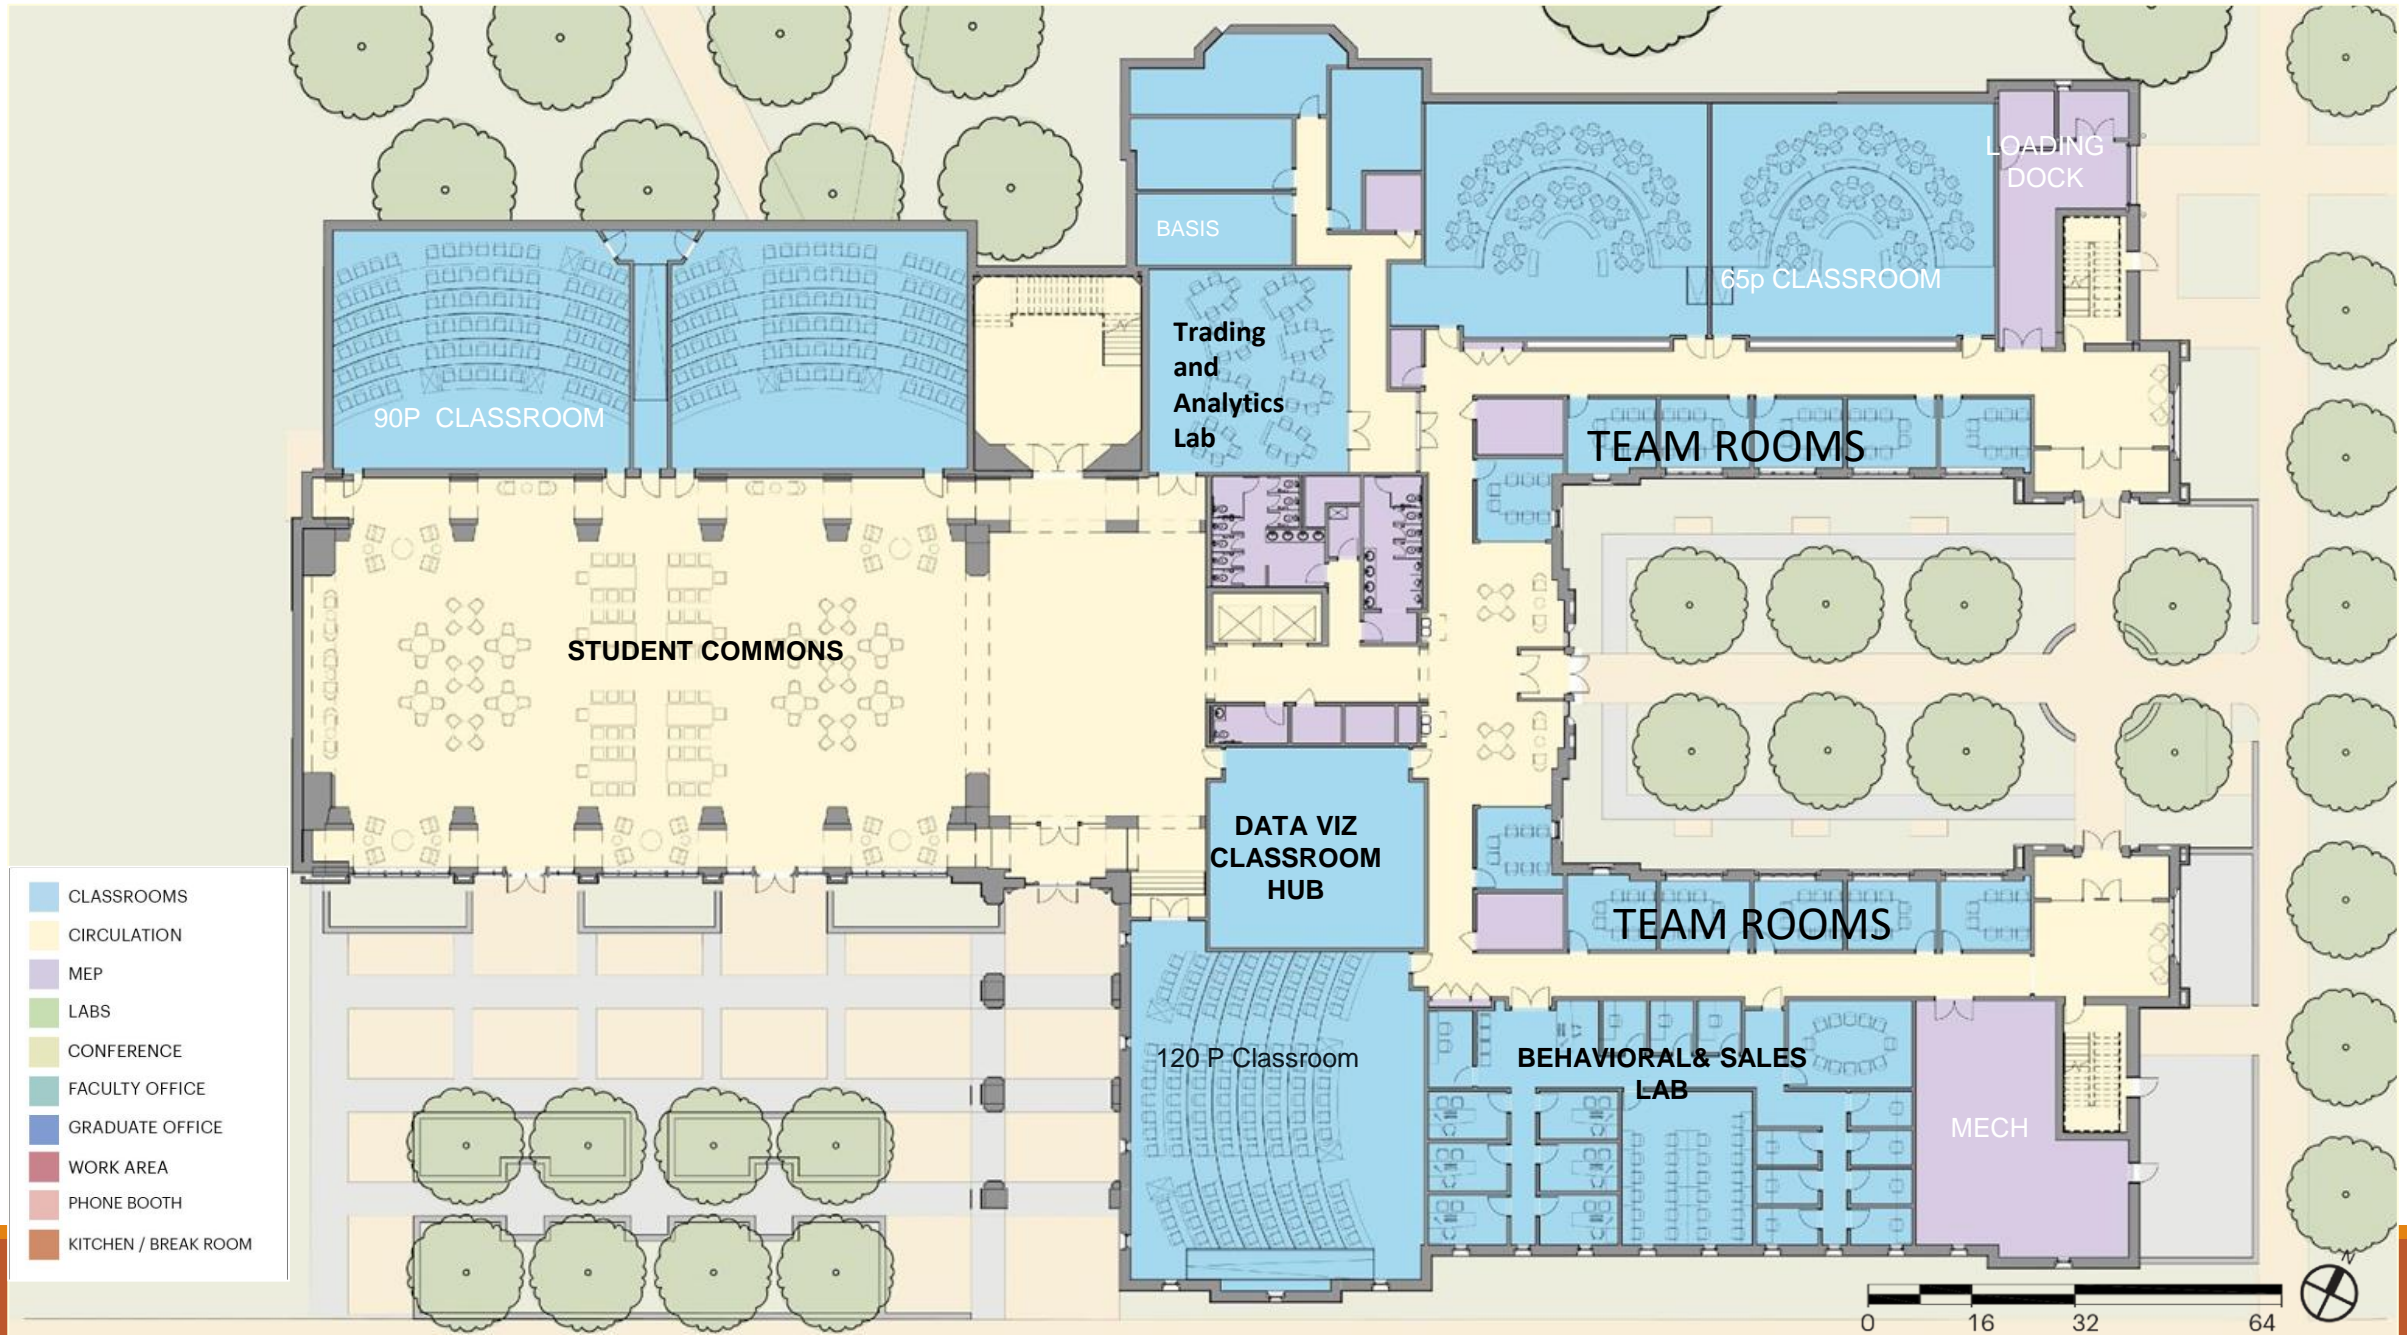 LOADING
DOCK
BASIS
65p CLASSROOM
Trading
and
Analytics
Lab
90P CLASSROOM
TEAM ROOMS
STUDENT COMMONS
DATA VIZ
CLASSROOM
HUB
TEAM ROOMS
120 P Classroom
BEHAVIORAL& SALES
LAB
MECH
CLASSROOMS
CIRCULATION
MEP
LABS
CONFERENCE
FACULTY OFFICE
GRADUATE OFFICE
WORK AREA
PHONE BOOTH
KITCHEN / BREAK ROOM
N
0 16 32 64